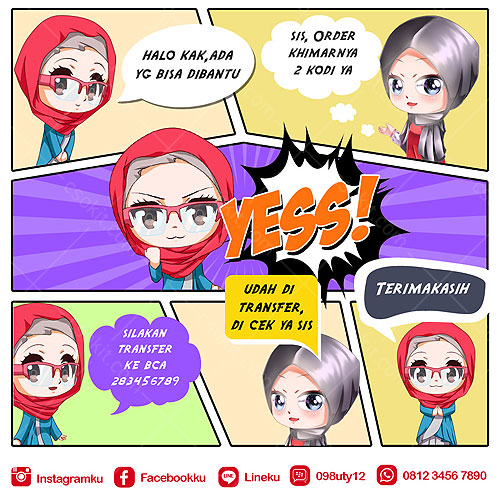 HALO KAK,ADA
YG BISA DIBANTU
SIS, ORDER
KHIMARNYA
2 KODI YA
YESS!
SILAKAN
TRANSFER
KE BCA
283456789
UDAH DI
TRANSFER,
DI CEK YA SIS
TERIMAKASIH
Instagramku
Facebookku
LINE
Lineku
098uty12
0812 3456 7890